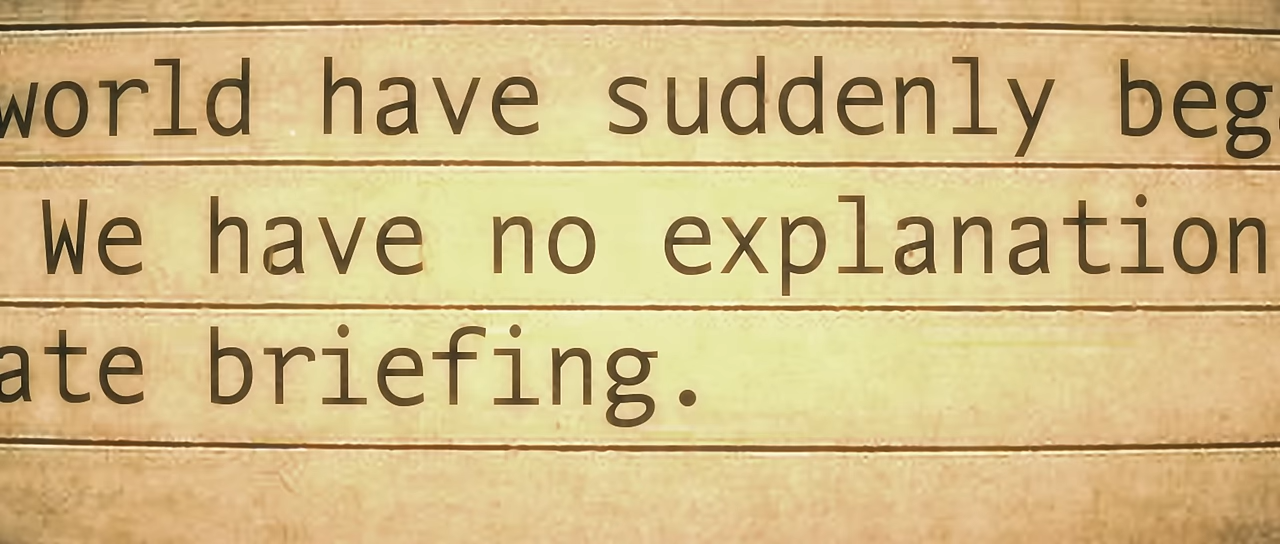 world have suddenly beg
We have no explanation
ate briefing.